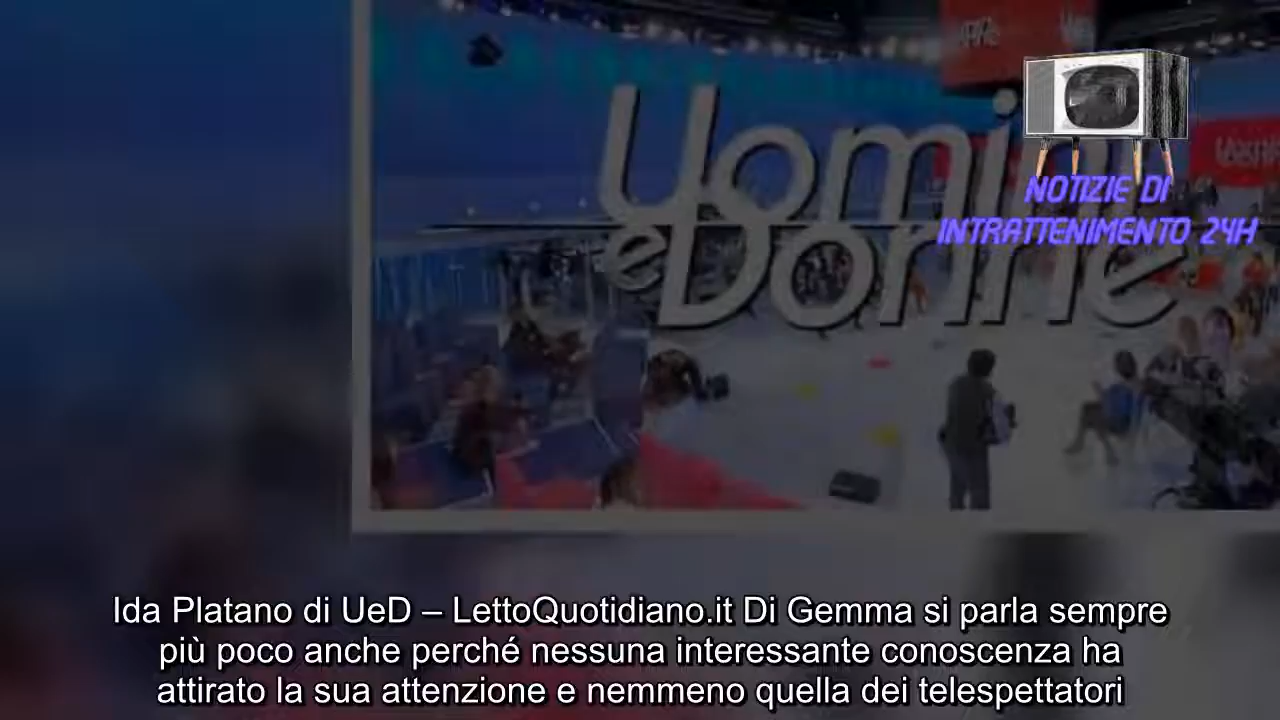 Uomini
e Donne
NOTIZIE DI
INTRATTENIMENTO 24H
Ida Platano di UeD – LettoQuotidiano.it Di Gemma si parla sempre
più poco anche perché nessuna interessante conoscenza ha
attirato la sua attenzione e nemmeno quella dei telespettatori